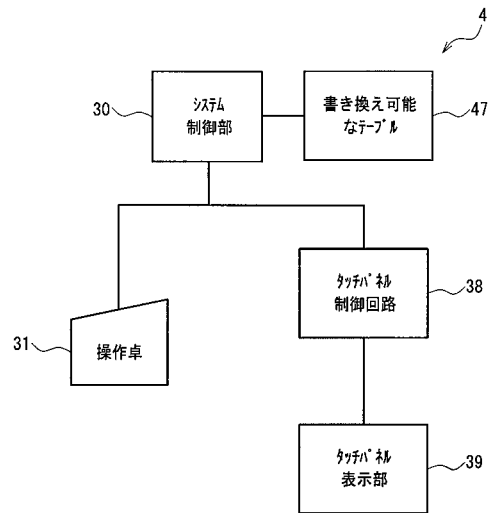 4
30
ｼｽﾃﾑ
制御部
書き換え可能
なﾃｰﾌﾞﾙ
47
ﾀｯﾁﾊﾟﾈﾙ
制御回路
38
31
操作卓
ﾀｯﾁﾊﾟﾈﾙ
表示部
39